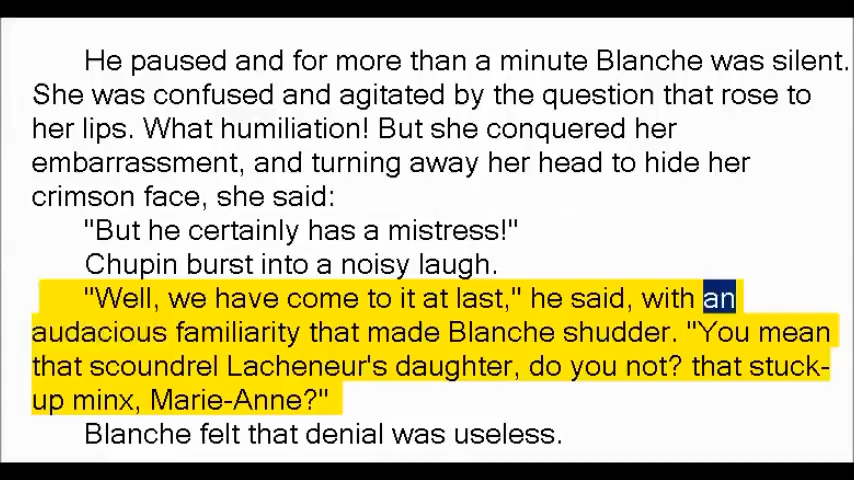 He paused and for more than a minute Blanche was silent.
She was confused and agitated by the question that rose to
her lips. What humiliation! But she conquered her
embarrassment, and turning away her head to hide her
crimson face, she said:
"But he certainly has a mistress!"
Chupin burst into a noisy laugh.
"Well, we have come to it at last," he said, with an
audacious familiarity that made Blanche shudder. "You mean
that scoundrel Lacheneur's daughter, do you not? that stuck-
up minx, Marie-Anne?"
Blanche felt that denial was useless.